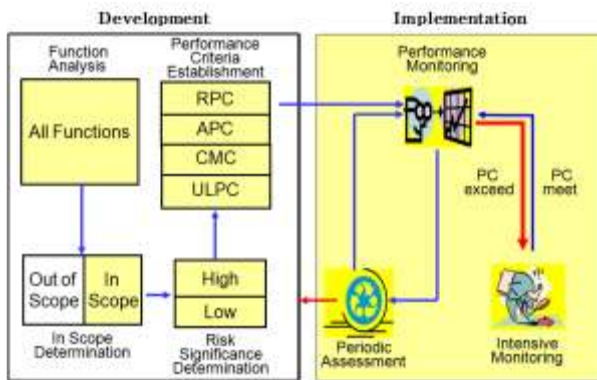 Development
Implementation
Function
Analysis
Performance
Criteria
Establishment
All Functions
RPC
APC
CMC
ULPC
Out of
Scope
In
Scope
In Scope
Determination
High
Low
Risk
Significance
Determination
Performance
Monitoring
PC
exceed
PC
meet
Periodic
Assessment
Intensive
Monitoring